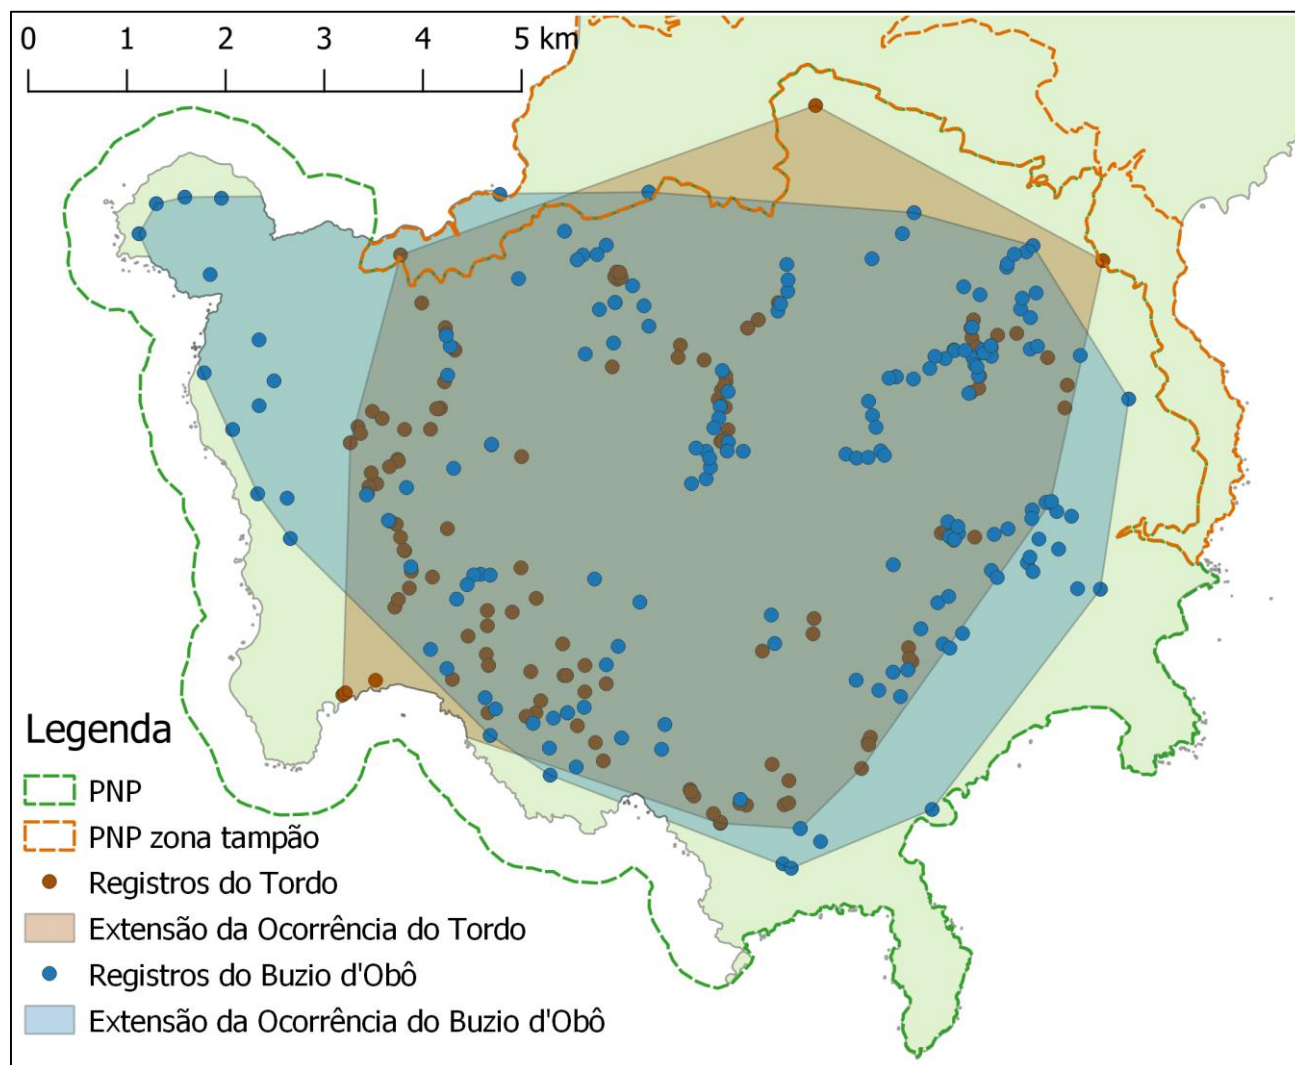 0 1 2 3 4 5 km
Legenda
PNP
PNP zona tampão
Registros do Tordo
Extensão da Ocorrência do Tordo
Registros do Buzio d'Obô
Extensão da Ocorrência do Buzio d'Obô